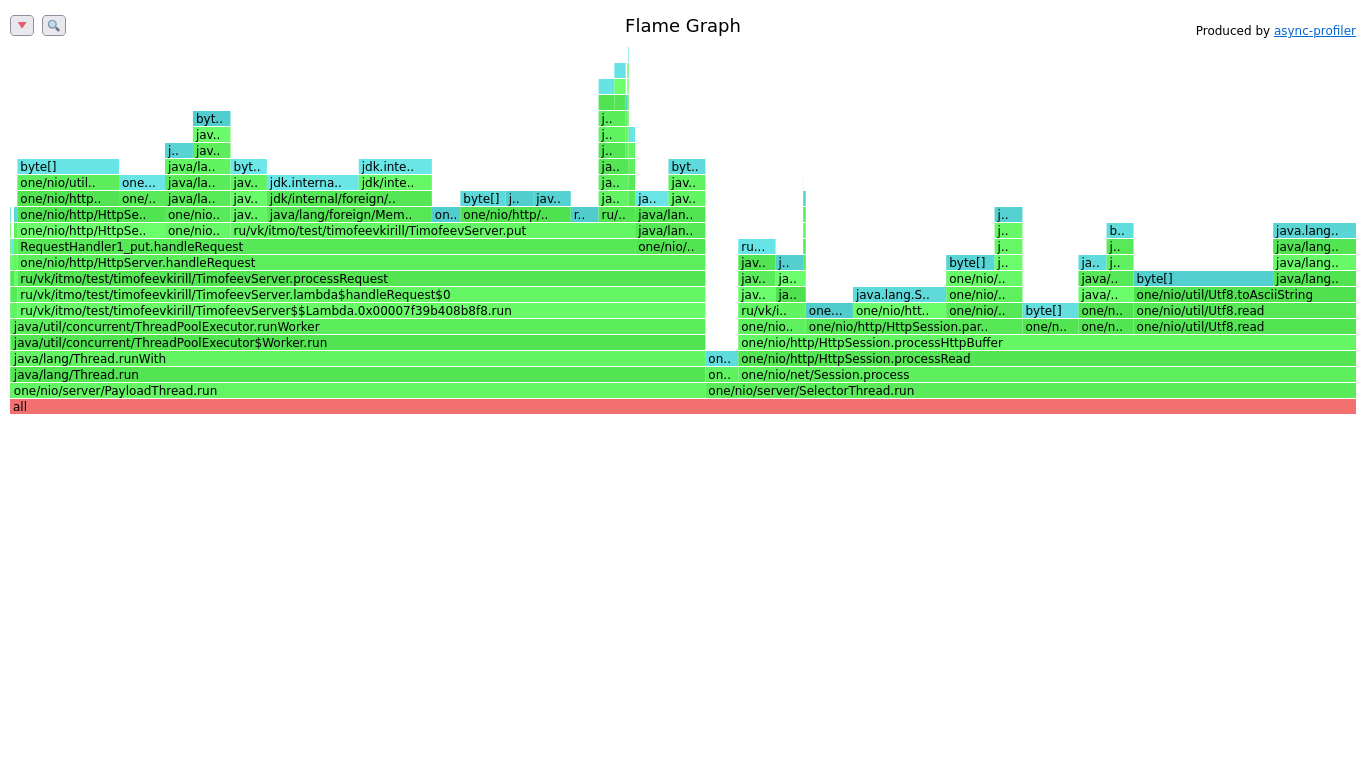 Flame Graph
Produced by async-profiler
byt..
jav.. j..
j.. jav.. j..
byte[] java/la.. byt.. jdk.inte.. ja.. byt..
one/nio/util.. one... java/la.. jav.. jdk.interna.. jdk/inte.. ja.. jav..
one/nio/http.. one/.. java/la.. jav.. jdk/internal/foreign/.. byte[] j.. jav.. ja.. ja.. jav..
one/nio/http/HttpSe.. one/nio.. jav.. java/lang/foreign/Mem.. on.. one/nio/http/.. r.. ru/.. java/lan.. j..
one/nio/http/HttpSe.. one/nio.. ru/vk/itmo/test/timofeevkirill/TimofeevServer.put java/lan.. j.. b.. java.lang..
RequestHandler1_put.handleRequest one/nio/.. ru... j.. j.. java/lang..
one/nio/http/HttpServer.handleRequest jav.. j.. byte[] j.. ja.. j.. java/lang..
ru/vk/itmo/test/timofeevkirill/TimofeevServer.processRequest jav.. ja.. one/nio/.. java/.. byte[] java/lang..
ru/vk/itmo/test/timofeevkirill/TimofeevServer.lambda$handleRequest$0 jav.. ja.. java.lang.S.. one/nio/.. java/.. one/nio/util/Utf8.toAsciiString
ru/vk/itmo/test/timofeevkirill/TimofeevServer$$Lambda.0x00007f39b408b8f8.run ru/vk/i.. one... one/nio/htt.. one/nio/.. byte[] one/n.. one/nio/util/Utf8.read
java/util/concurrent/ThreadPoolExecutor.runWorker one/nio.. one/nio/http/HttpSession.par.. one/n.. one/n.. one/nio/util/Utf8.read
java/util/concurrent/ThreadPoolExecutor$Worker.run one/nio/http/HttpSession.processHttpBuffer
java/lang/Thread.runWith on.. one/nio/http/HttpSession.processRead
java/lang/Thread.run on.. one/nio/net/Session.process
one/nio/server/PayloadThread.run one/nio/server/SelectorThread.run
all